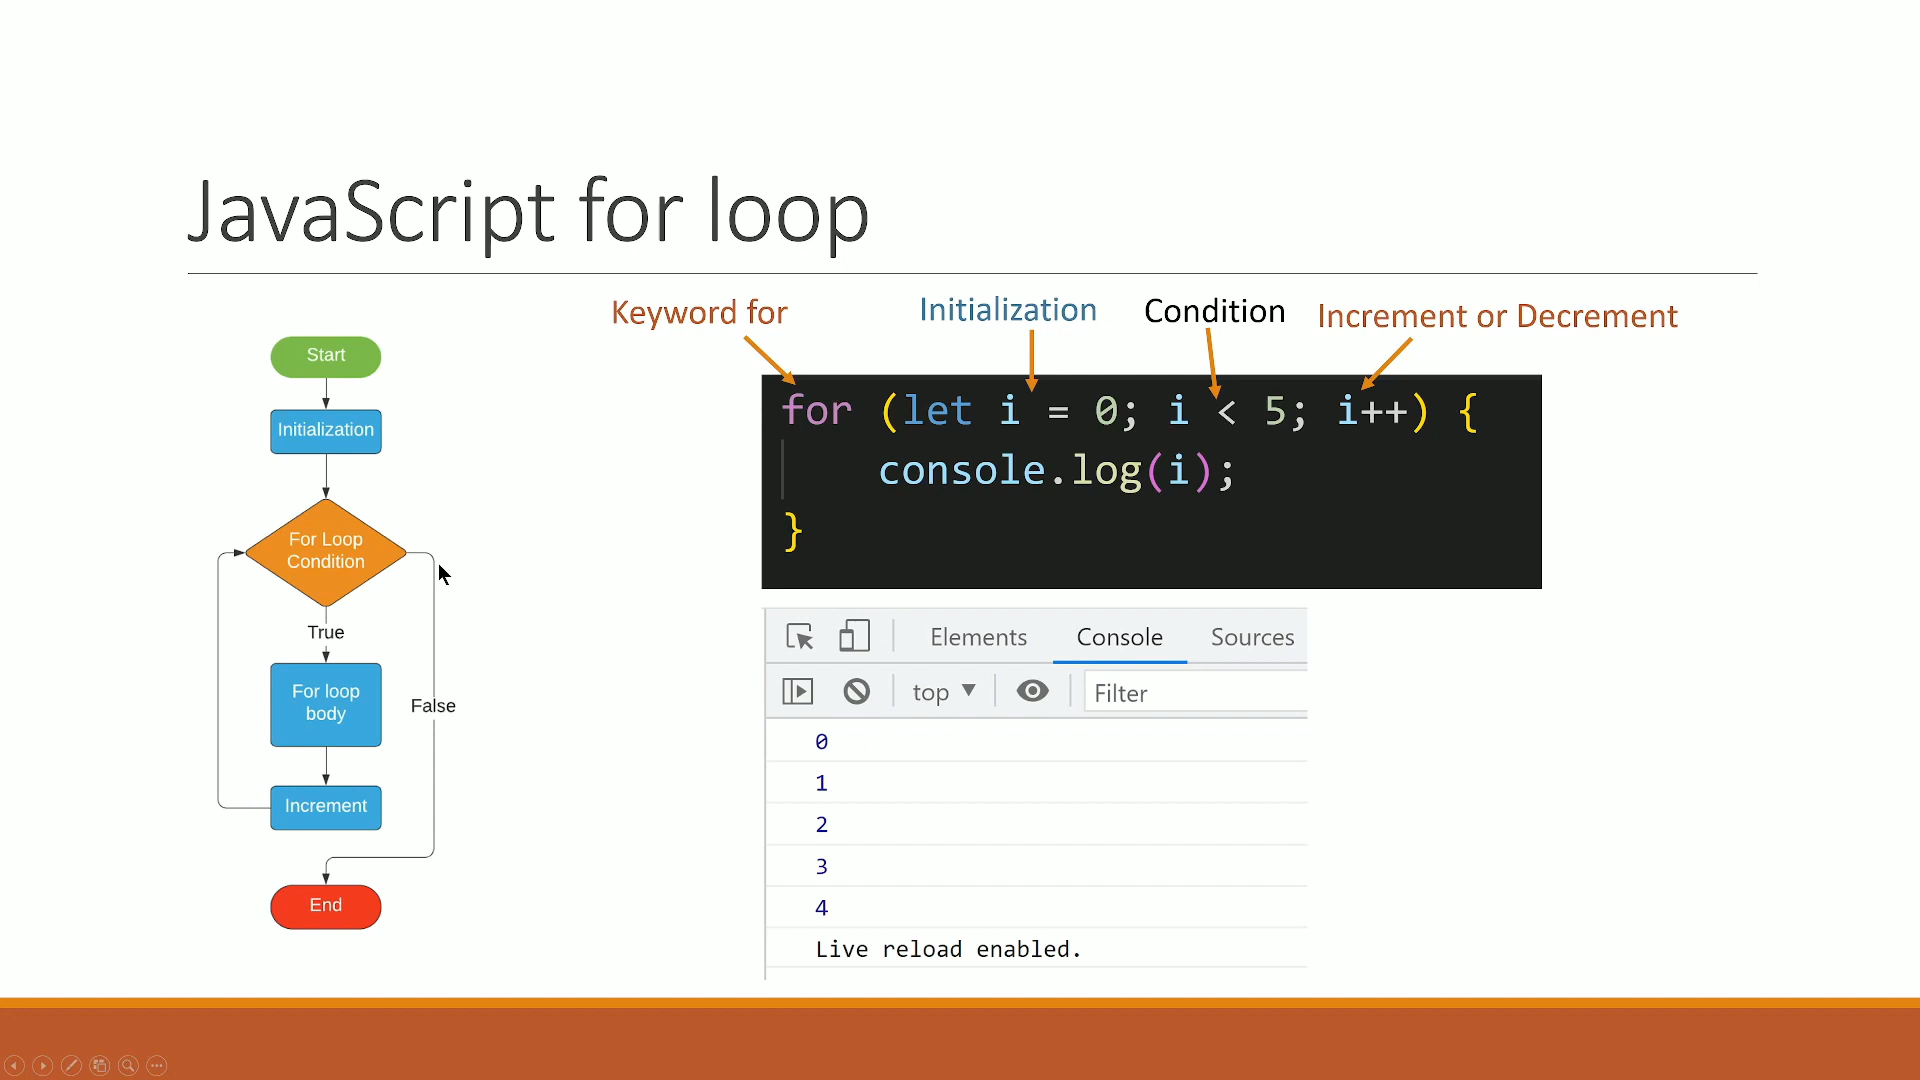 JavaScript for loop
Keyword for
Initialization
Condition
Increment or Decrement
Start
Initialization
For Loop
Condition
True
For loop
body
False
Increment
End
for (let i = 0; i < 5; i++) {
console.log(i);
}
Elements Console Sources
top Filter
0
1
2
3
4
Live reload enabled.